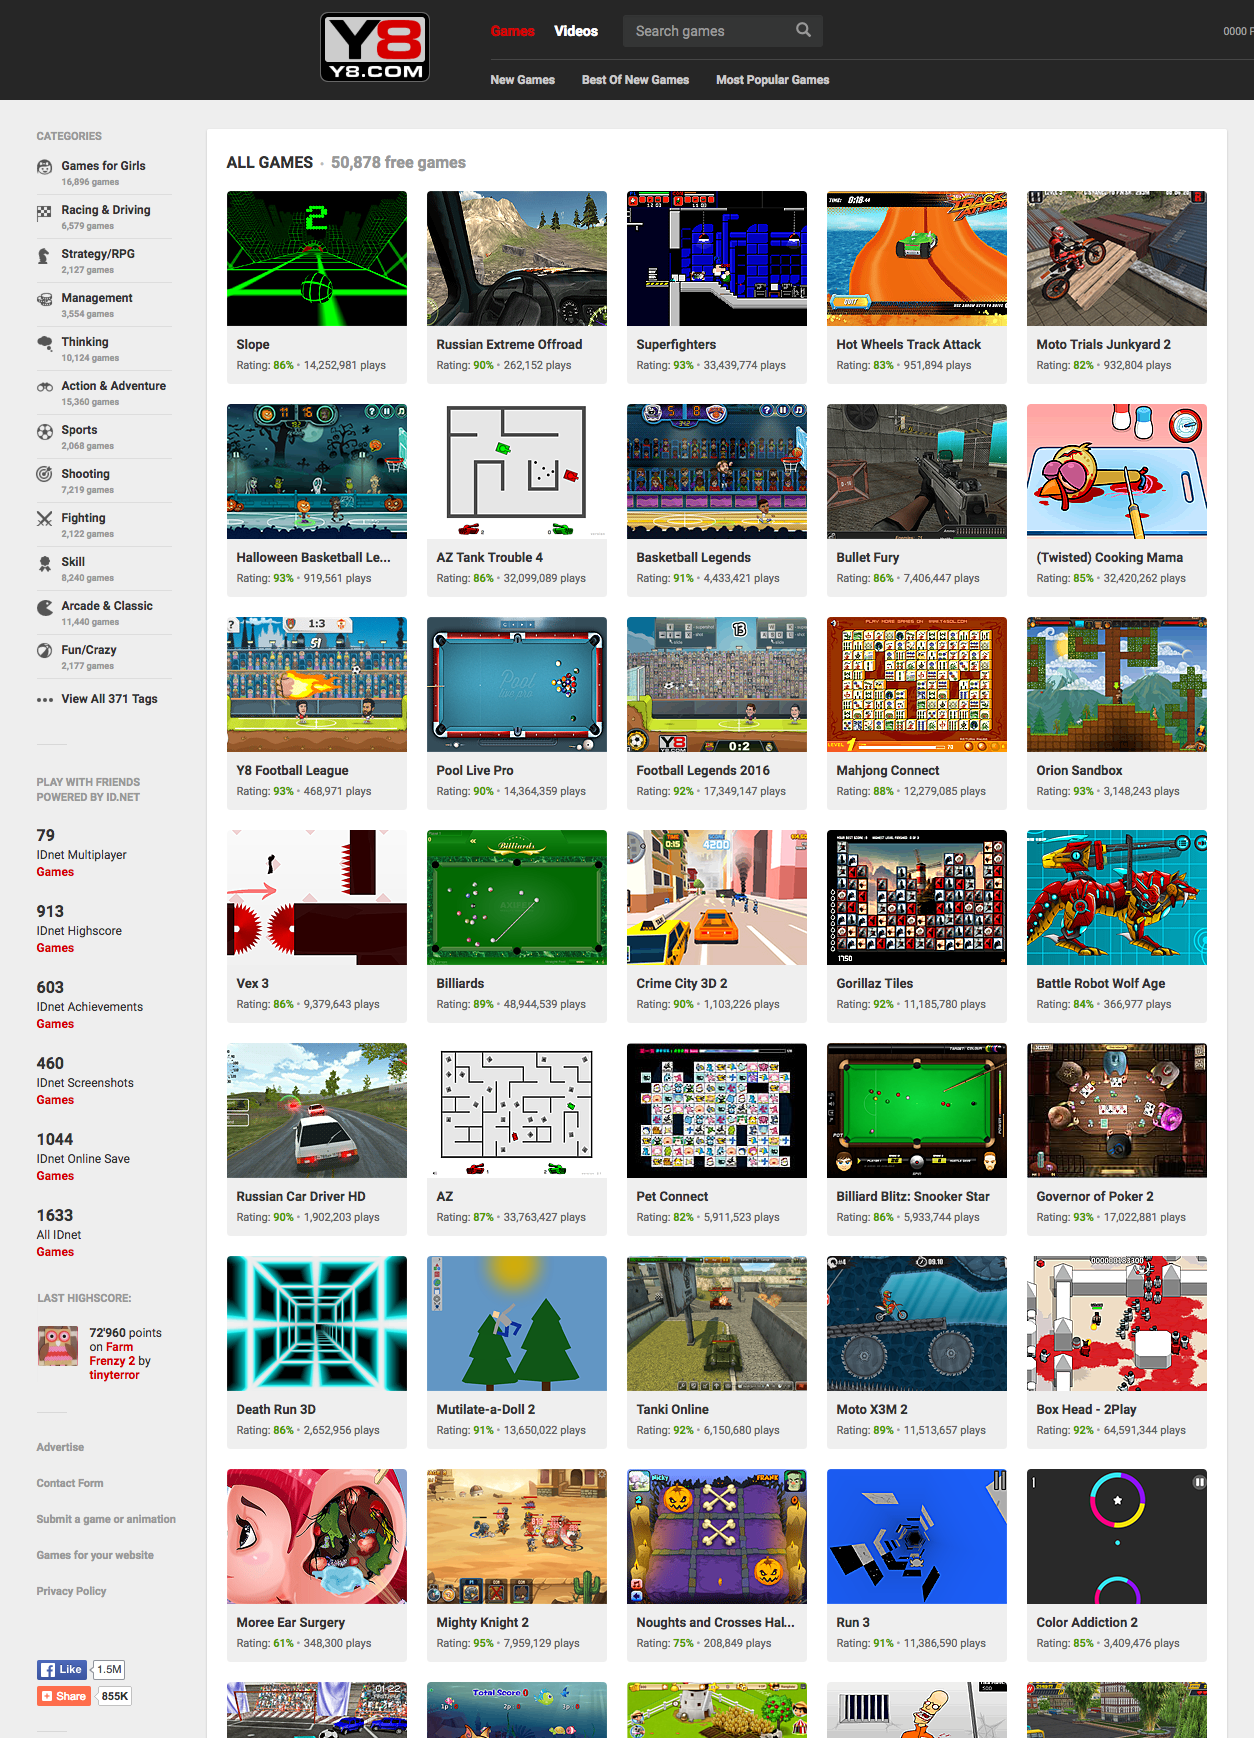 Y8
Y8.COM
Games Videos Search games
0000 F
New Games Best Of New Games Most Popular Games
CATEGORIES
Games for Girls
16,896 games
Racing & Driving
6,579 games
Strategy/RPG
2,127 games
Management
3,554 games
Thinking
10,124 games
Action & Adventure
15,360 games
Sports
2,068 games
Shooting
7,219 games
Fighting
2,122 games
Skill
8,240 games
Arcade & Classic
11,440 games
Fun/Crazy
2,177 games
View All 371 Tags
PLAY WITH FRIENDS
POWERED BY ID.NET
79
IDnet Multiplayer
Games
913
IDnet Highscore
Games
603
IDnet Achievements
Games
460
IDnet Screenshots
Games
1044
IDnet Online Save
Games
1633
All IDnet
Games
LAST HIGHSCORE:
72'960 points
on Farm
Frenzy 2 by
tinyterror
Advertise
Contact Form
Submit a game or animation
Games for your website
Privacy Policy
Like 1.5M
Share 855K
ALL GAMES · 50,878 free games
Slope
Rating: 86% • 14,252,981 plays
Russian Extreme Offroad
Rating: 90% • 262,152 plays
Superfighters
Rating: 93% • 33,439,774 plays
Hot Wheels Track Attack
Rating: 83% • 951,894 plays
Moto Trials Junkyard 2
Rating: 82% • 932,804 plays
Halloween Basketball Le...
Rating: 93% • 919,561 plays
AZ Tank Trouble 4
Rating: 86% • 32,099,089 plays
Basketball Legends
Rating: 91% • 4,433,421 plays
Bullet Fury
Rating: 86% • 7,406,447 plays
(Twisted) Cooking Mama
Rating: 85% • 32,420,262 plays
Y8 Football League
Rating: 93% • 468,971 plays
Pool Live Pro
Rating: 90% • 14,364,359 plays
Football Legends 2016
Rating: 92% • 17,349,147 plays
Mahjong Connect
Rating: 88% • 12,279,085 plays
Orion Sandbox
Rating: 93% • 3,148,243 plays
Vex 3
Rating: 86% • 9,379,643 plays
Billiards
Rating: 89% • 48,944,539 plays
Crime City 3D 2
Rating: 90% • 1,103,226 plays
Gorillaz Tiles
Rating: 92% • 11,185,780 plays
Battle Robot Wolf Age
Rating: 84% • 366,977 plays
Russian Car Driver HD
Rating: 90% • 1,902,203 plays
AZ
Rating: 87% • 33,763,427 plays
Pet Connect
Rating: 82% • 5,911,523 plays
Billiard Blitz: Snooker Star
Rating: 86% • 5,933,744 plays
Governor of Poker 2
Rating: 93% • 17,022,881 plays
Death Run 3D
Rating: 86% • 2,652,956 plays
Mutilate-a-Doll 2
Rating: 91% • 13,650,022 plays
Tanki Online
Rating: 92% • 6,150,680 plays
Moto X3M 2
Rating: 89% • 11,513,657 plays
Box Head - 2Play
Rating: 92% • 64,591,344 plays
Moree Ear Surgery
Rating: 61% • 348,300 plays
Mighty Knight 2
Rating: 95% • 7,959,129 plays
Noughts and Crosses Hal...
Rating: 75% • 208,849 plays
Run 3
Rating: 91% • 11,386,590 plays
Color Addiction 2
Rating: 85% • 3,409,476 plays